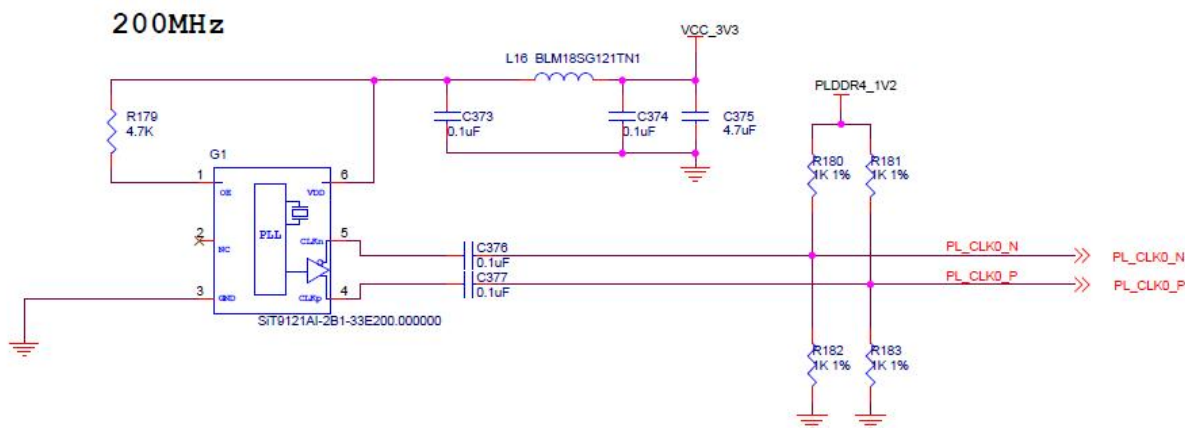 200MHz
VCC_3V3
L16 BLM18SG121TN1
PLDDR4_1V2
R179
4.7K
C373
0.1uF
C374
0.1uF
C375
4.7uF
G1
R180
1K 1%
R181
1K 1%
1
OE
VDD
6
2
NC
PLL
CLKn
5
C376
0.1uF
PL_CLK0_N
PL_CLK0_N
3
GND
CLKp
4
C377
0.1uF
PL_CLK0_P
PL_CLK0_P
SiT9121AI-2B1-33E200.000000
R182
1K 1%
R183
1K 1%